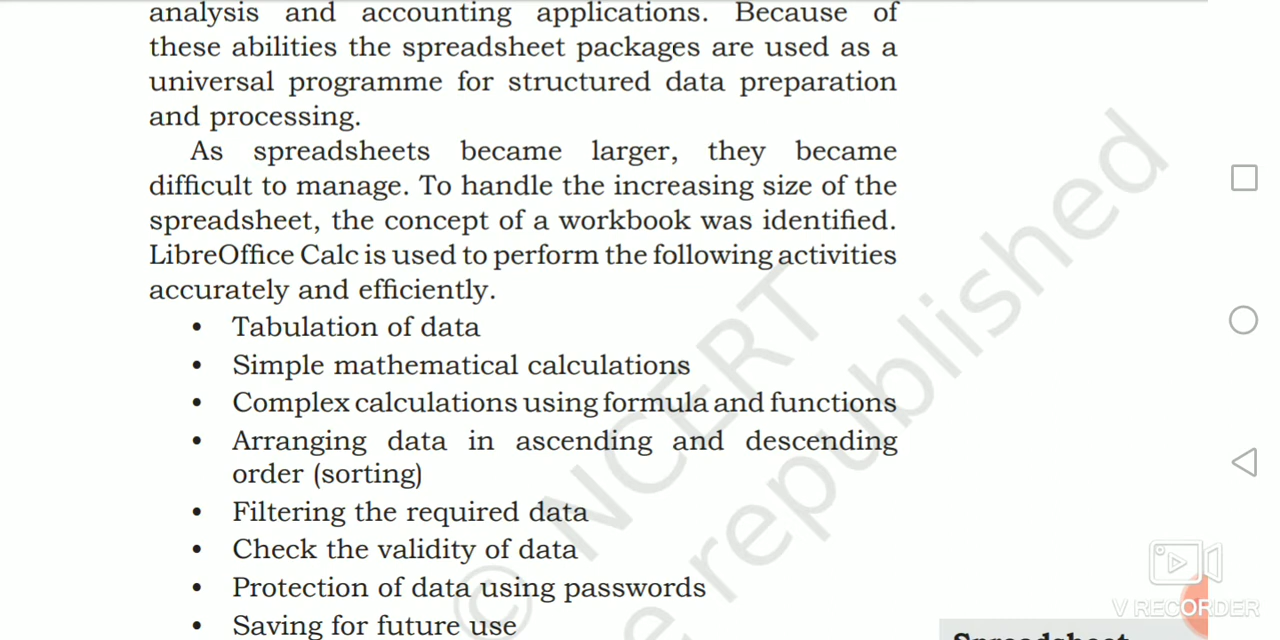 analysis and accounting applications. Because of
these abilities the spreadsheet packages are used as a
universal programme for structured data preparation
and processing.
As spreadsheets became larger, they became
difficult to manage. To handle the increasing size of the
spreadsheet, the concept of a workbook was identified.
LibreOffice Calc is used to perform the following activities
accurately and efficiently.
• Tabulation of data
• Simple mathematical calculations
• Complex calculations using formula and functions
• Arranging data in ascending and descending
order (sorting)
• Filtering the required data
• Check the validity of data
• Protection of data using passwords
• Saving for future use
© NCERT
republished
V RECORDER
Spreadsheet